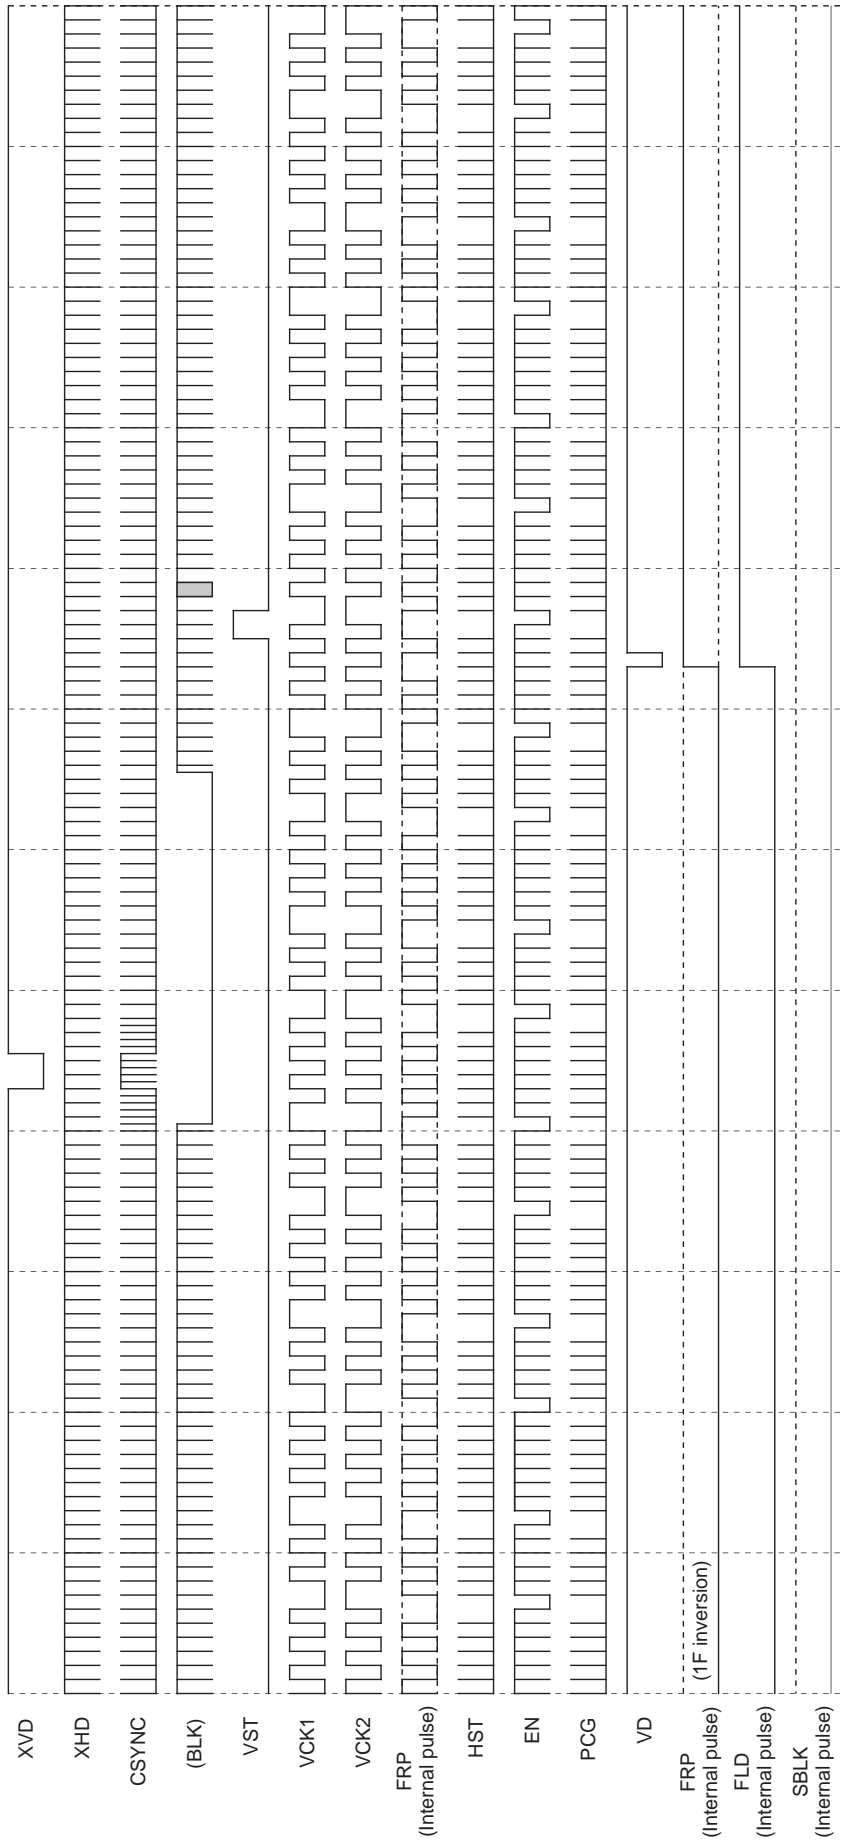 XVD
XHD
CSYNC
(BLK)
VST
VCK1
VCK2
FRP
(Internal pulse)
HST
EN
PCG
VD
(1F inversion)
FRP
(Internal pulse)
FLD
(Internal pulse)
SBLK
(Internal pulse)